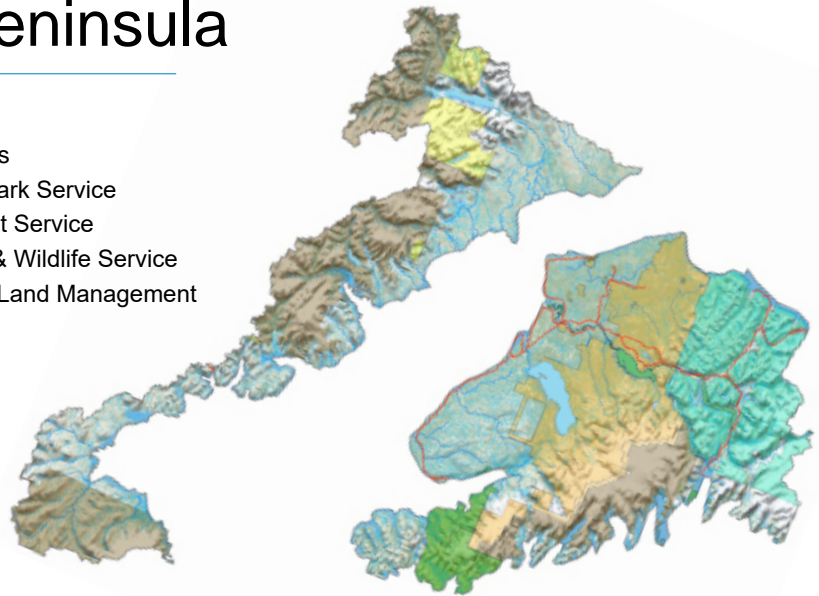 eninsula
s
ark Service
t Service
& Wildlife Service
Land Management